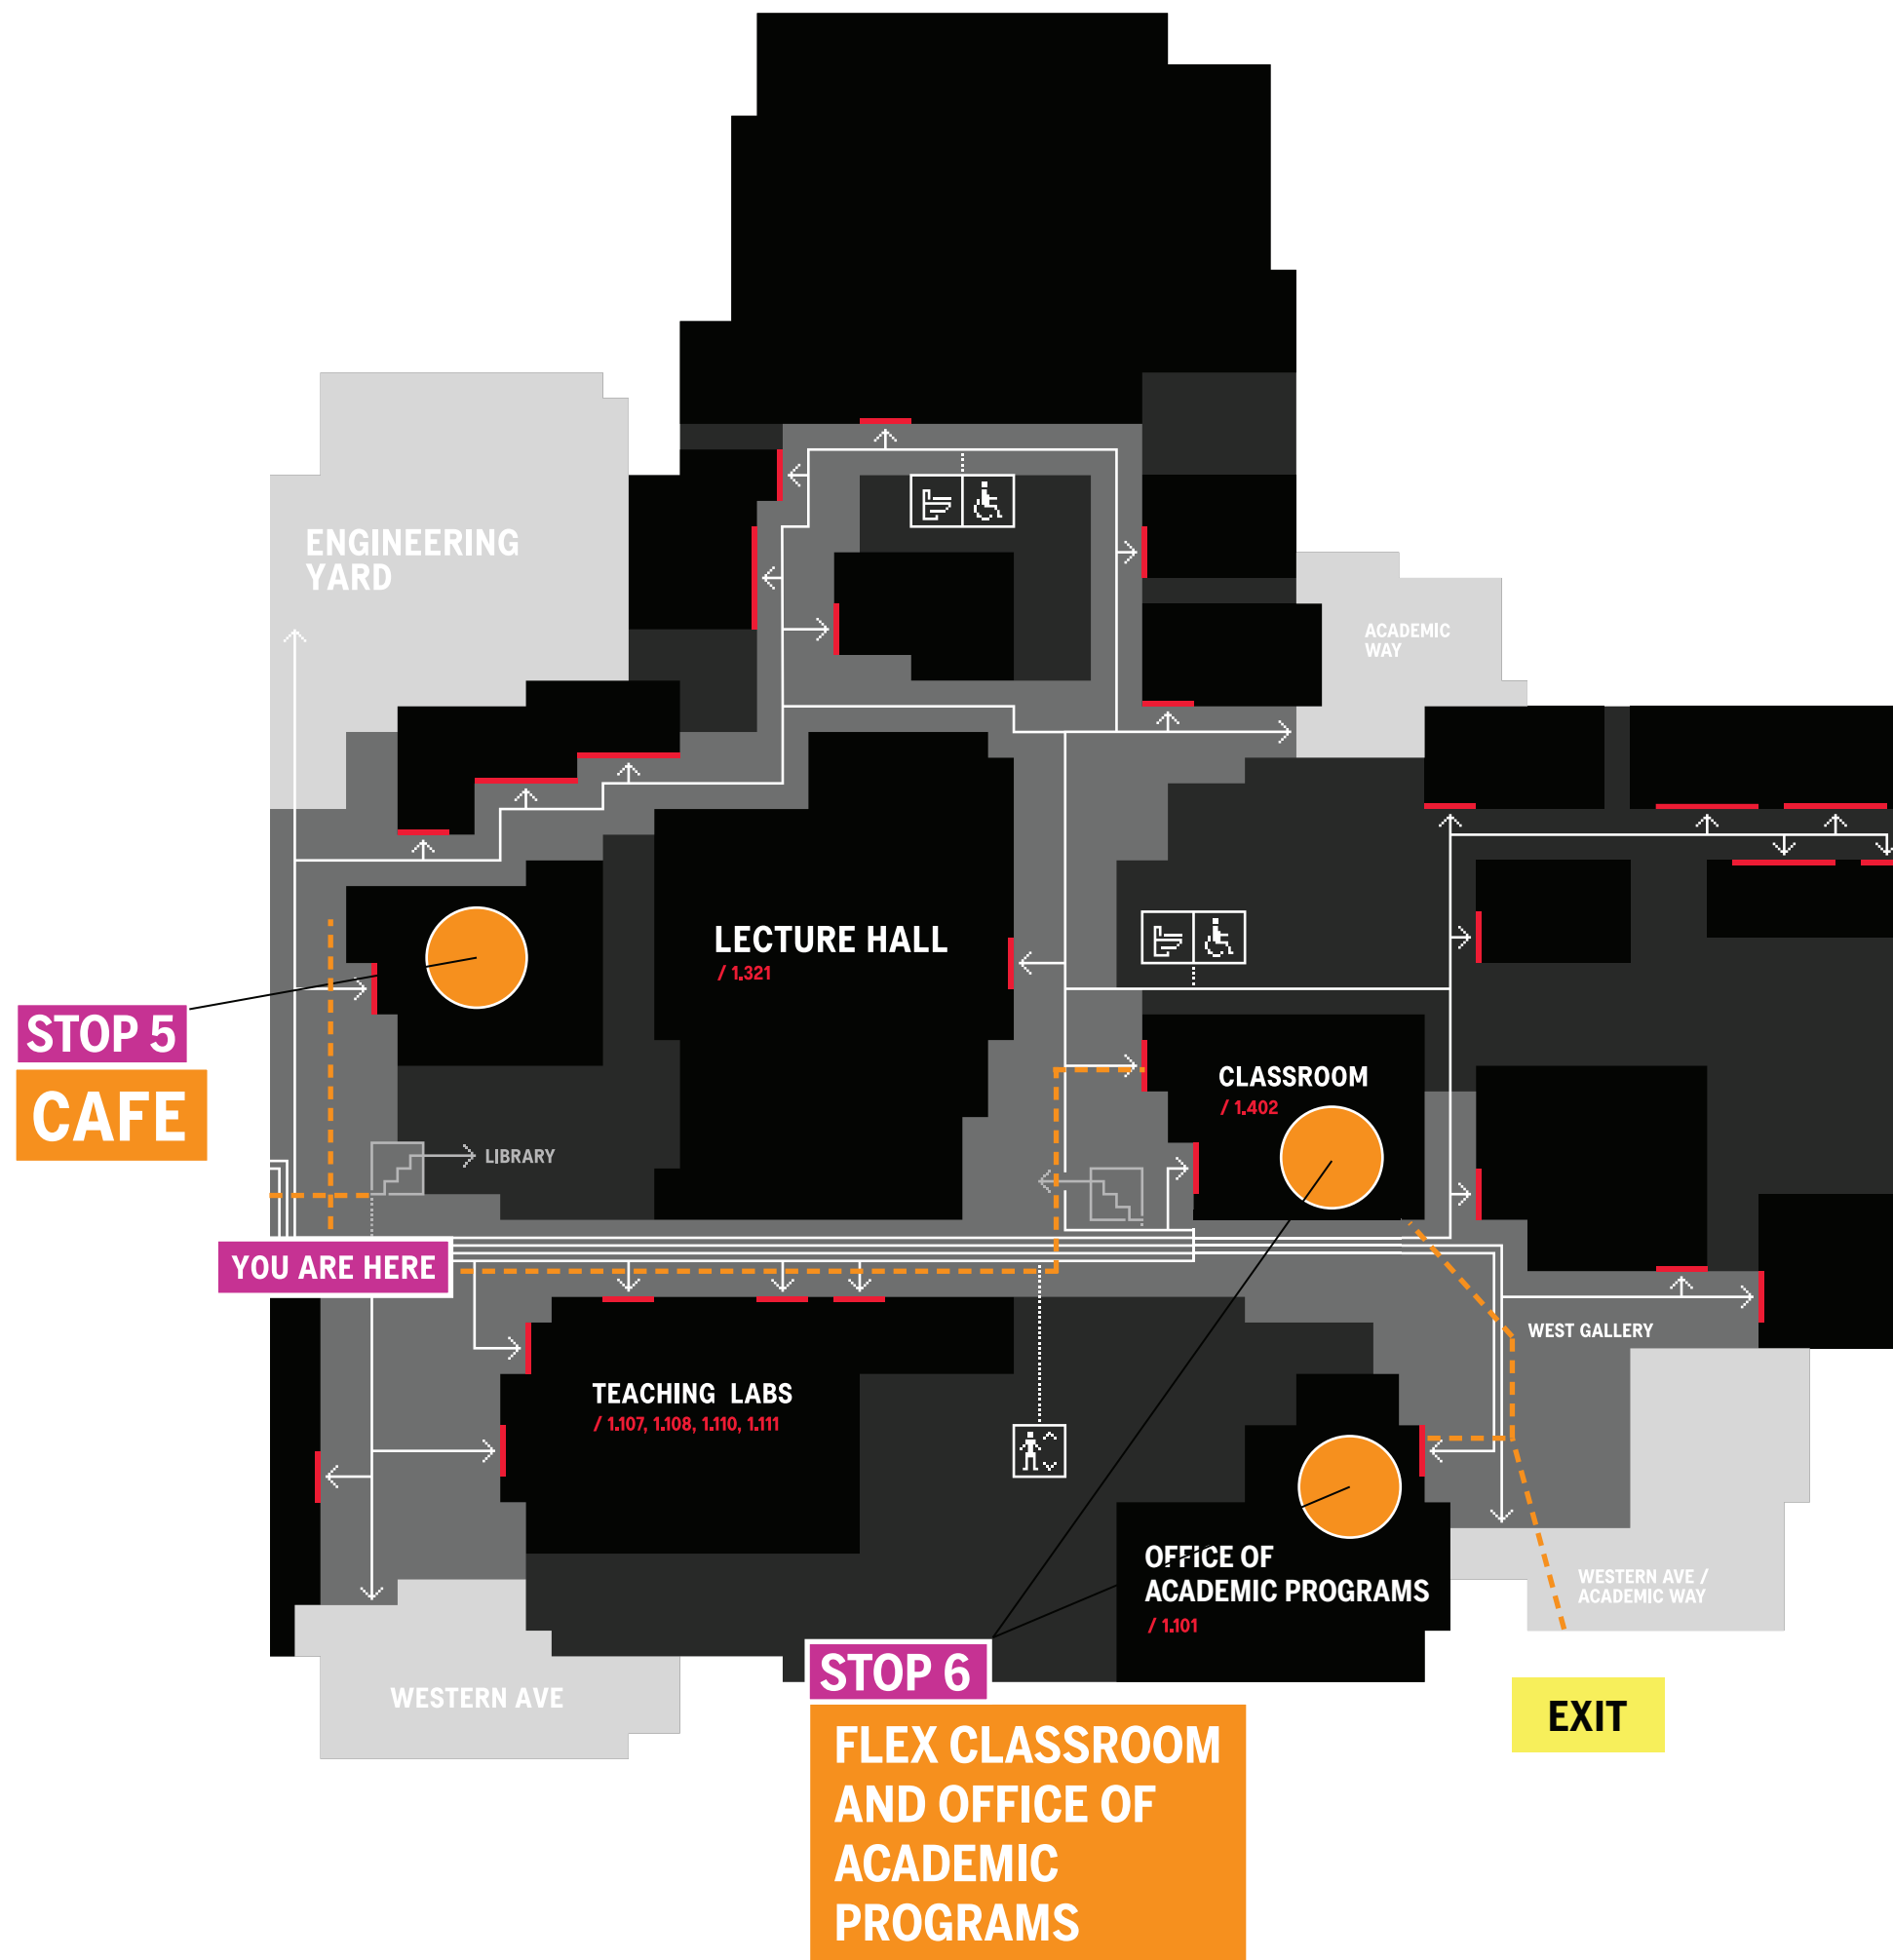 ENGINEERING
YARD
ACADEMIC
WAY
LECTURE HALL
/ 1.321
STOP 5
CAFE
CLASSROOM
/ 1.402
LIBRARY
YOU ARE HERE
WEST GALLERY
TEACHING LABS
/ 1.107, 1.108, 1.110, 1.111
OFFICE OF
ACADEMIC PROGRAMS
/ 1.101
WESTERN AVE /
ACADEMIC WAY
WESTERN AVE
STOP 6
FLEX CLASSROOM
AND OFFICE OF
ACADEMIC
PROGRAMS
EXIT